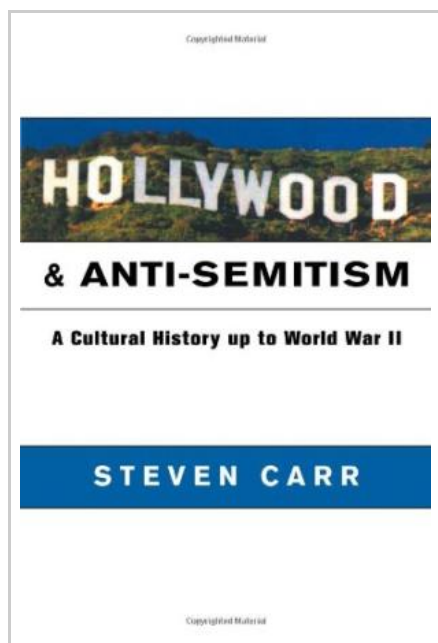 Copyrighted Material
HOLLYWOOD
& ANTI-SEMITISM
A Cultural History up to World War II
STEVEN CARR
Copyrighted Material